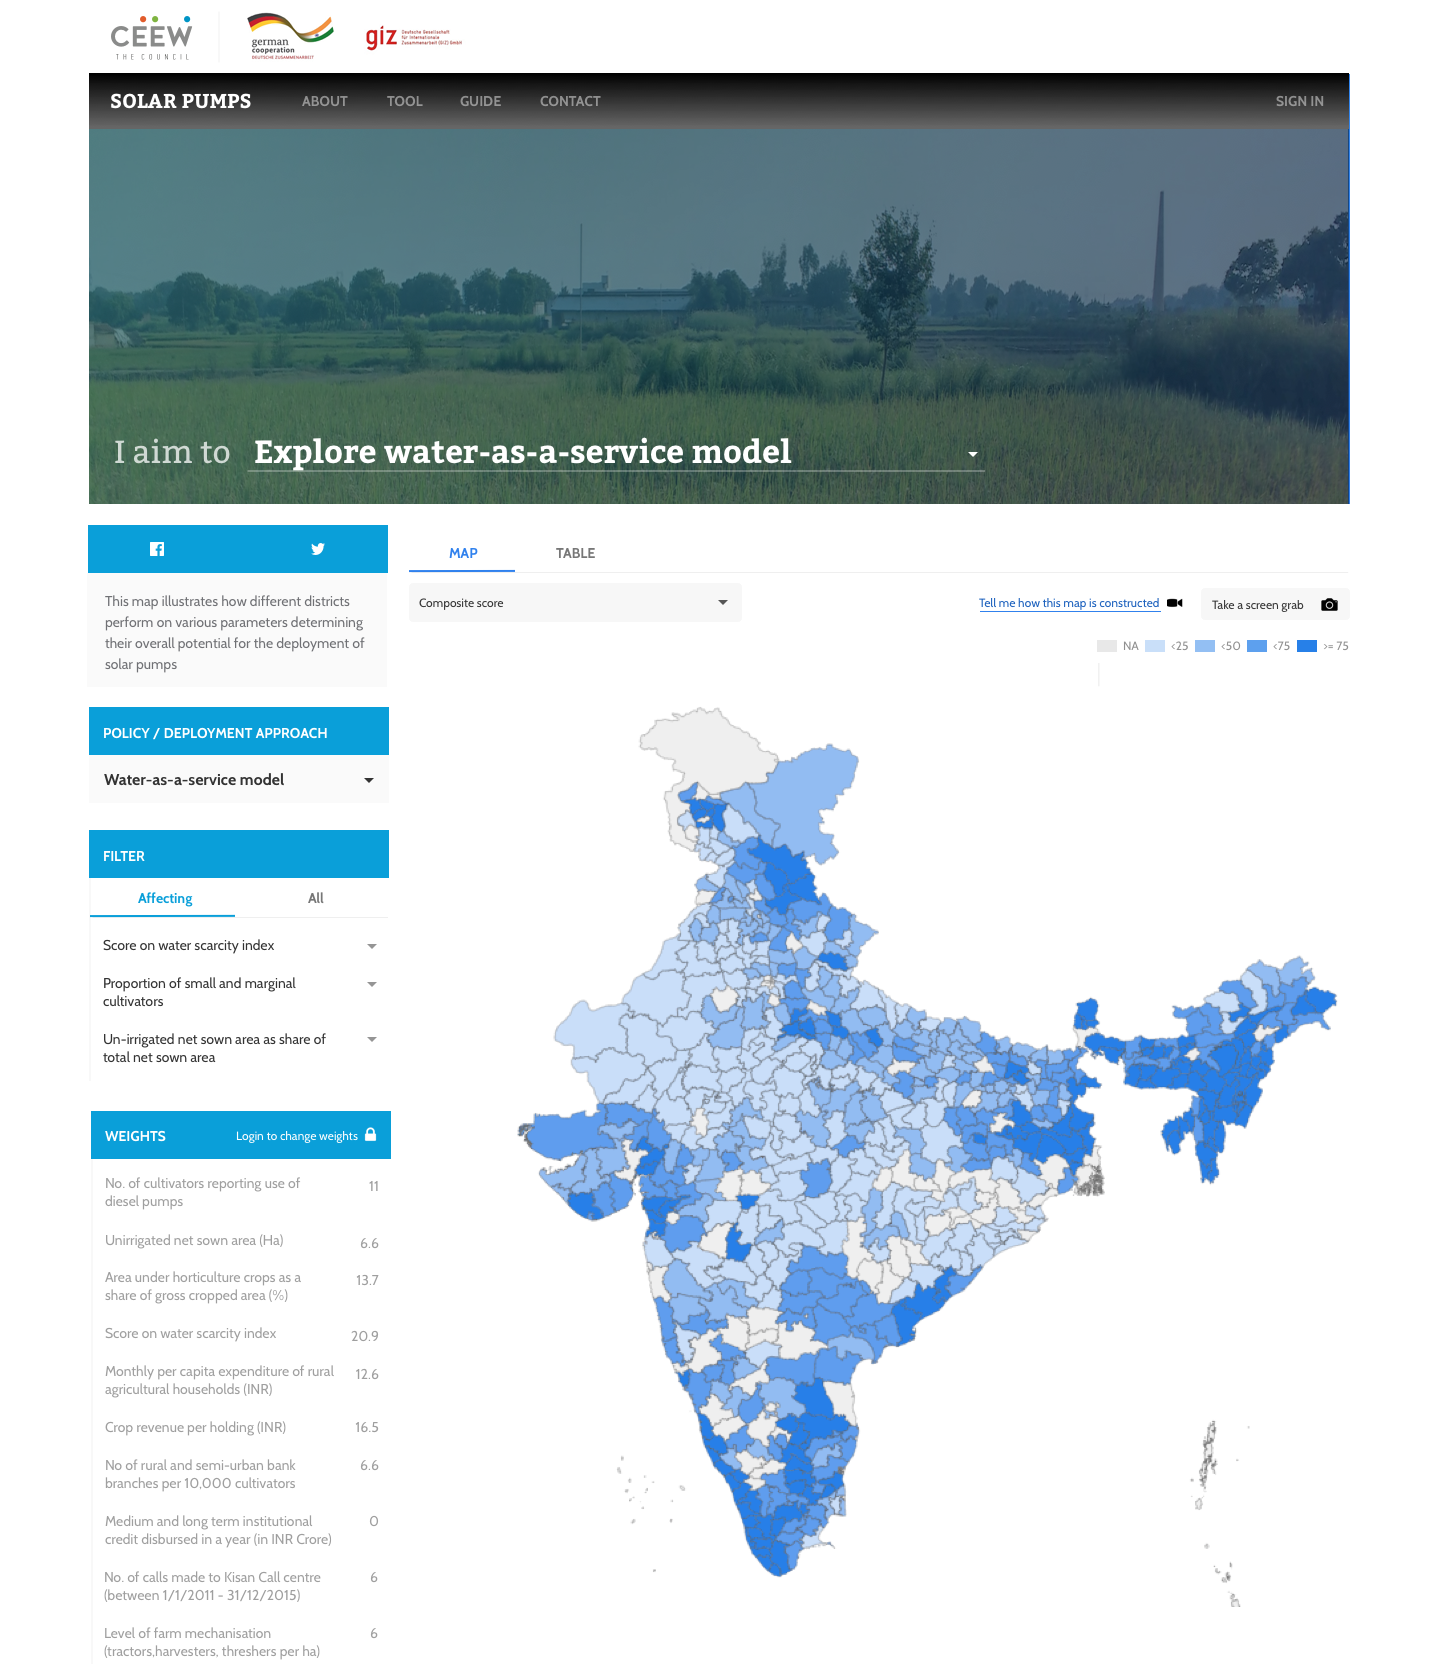 CEEW
THE COUNCIL
german
cooperation
DEUTSCHE ZUSAMMENARBEIT
giz
Deutsche Gesellschaft
für Internationale
Zusammenarbeit (GIZ) GmbH
SOLAR PUMPS
ABOUT
TOOL
GUIDE
CONTACT
SIGN IN
I aim to Explore water-as-a-service model
This map illustrates how different districts
perform on various parameters determining
their overall potential for the deployment of
solar pumps
POLICY / DEPLOYMENT APPROACH
Water-as-a-service model
FILTER
Affecting
All
Score on water scarcity index
Proportion of small and marginal
cultivators
Un-irrigated net sown area as share of
total net sown area
WEIGHTS
Login to change weights
No. of cultivators reporting use of
diesel pumps
11
Unirrigated net sown area (Ha)
6.6
Area under horticulture crops as a
share of gross cropped area (%)
13.7
Score on water scarcity index
20.9
Monthly per capita expenditure of rural
agricultural households (INR)
12.6
Crop revenue per holding (INR)
16.5
No of rural and semi-urban bank
branches per 10,000 cultivators
6.6
Medium and long term institutional
credit disbursed in a year (in INR Crore)
0
No. of calls made to Kisan Call centre
(between 1/1/2011 - 31/12/2015)
6
Level of farm mechanisation
(tractors,harvesters, threshers per ha)
6
MAP
TABLE
Composite score
Tell me how this map is constructed
Take a screen grab
NA
<25
<50
<75
>= 75